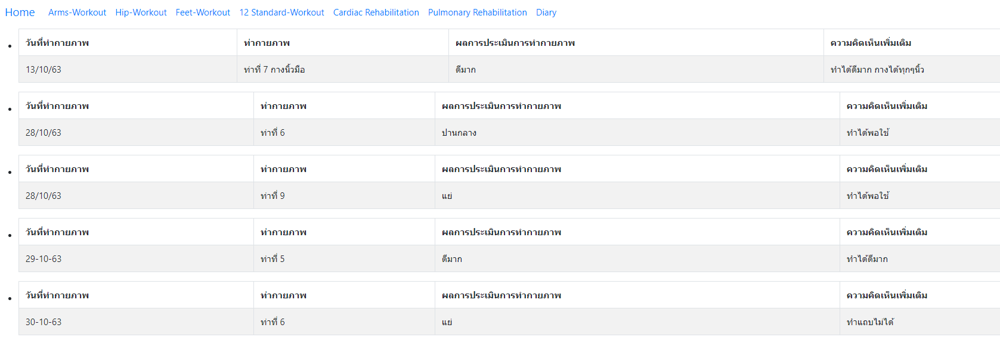 Home Arms-Workout Hip-Workout Feet-Workout 12 Standard-Workout Cardiac Rehabilitation Pulmonary Rehabilitation Diary
วันที่ทำกายภาพ ท่ากายภาพ ผลการประเมินการทำกายภาพ ความคิดเห็นเพิ่มเติม
13/10/63 ท่าที่ 7 กางนิ้วมือ ดีมาก ทำได้ดีมาก กางได้ทุกๆนิ้ว
วันที่ทำกายภาพ ท่ากายภาพ ผลการประเมินการทำกายภาพ ความคิดเห็นเพิ่มเติม
28/10/63 ท่าที่ 6 ปานกลาง ทำได้พอใช้
วันที่ทำกายภาพ ท่ากายภาพ ผลการประเมินการทำกายภาพ ความคิดเห็นเพิ่มเติม
28/10/63 ท่าที่ 9 แย่ ทำได้พอใช้
วันที่ทำกายภาพ ท่ากายภาพ ผลการประเมินการทำกายภาพ ความคิดเห็นเพิ่มเติม
29-10-63 ท่าที่ 5 ดีมาก ทำได้ดีมาก
วันที่ทำกายภาพ ท่ากายภาพ ผลการประเมินการทำกายภาพ ความคิดเห็นเพิ่มเติม
30-10-63 ท่าที่ 6 แย่ ทำแถบไม่ได้